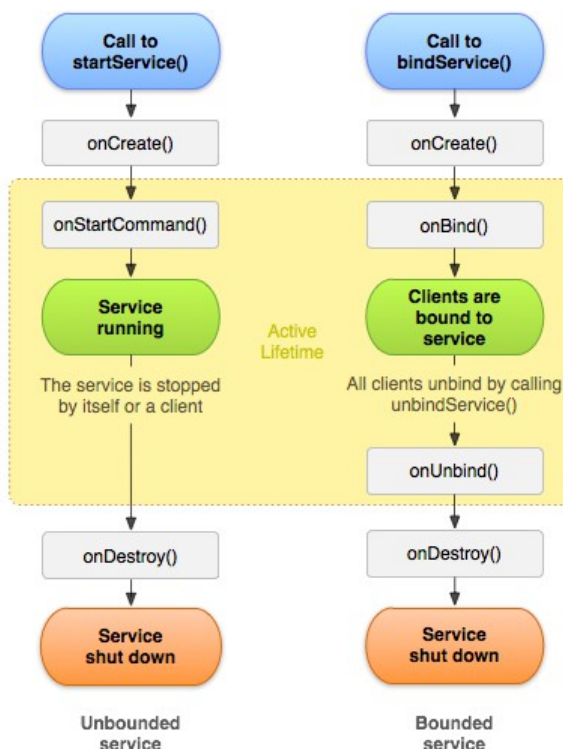 Call to
startService()
onCreate()
onStartCommand()
Service
running
The service is stopped
by itself or a client
onDestroy()
Service
shut down
Unbounded
service
Active
Lifetime
Call to
bindService()
onCreate()
onBind()
Clients are
bound to
service
All clients unbind by calling
unbindService()
onUnbind()
onDestroy()
Service
shut down
Bounded
service